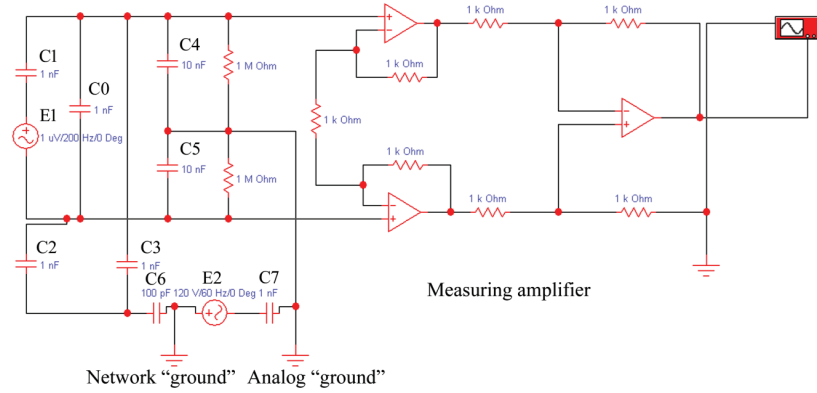 1 k Ohm
1 k Ohm
C4
10 nF
1 M Ohm
C1
1 nF
C0
1 nF
1 k Ohm
1 k Ohm
E1
1 uV/200 Hz/0 Deg
C5
10 nF
1 M Ohm
1 k Ohm
1 k Ohm
1 k Ohm
C2
1 nF
C3
1 nF
C6
E2
C7
100 pF 120 V/60 Hz/0 Deg 1 nF
Measuring amplifier
Network “ground” Analog “ground”